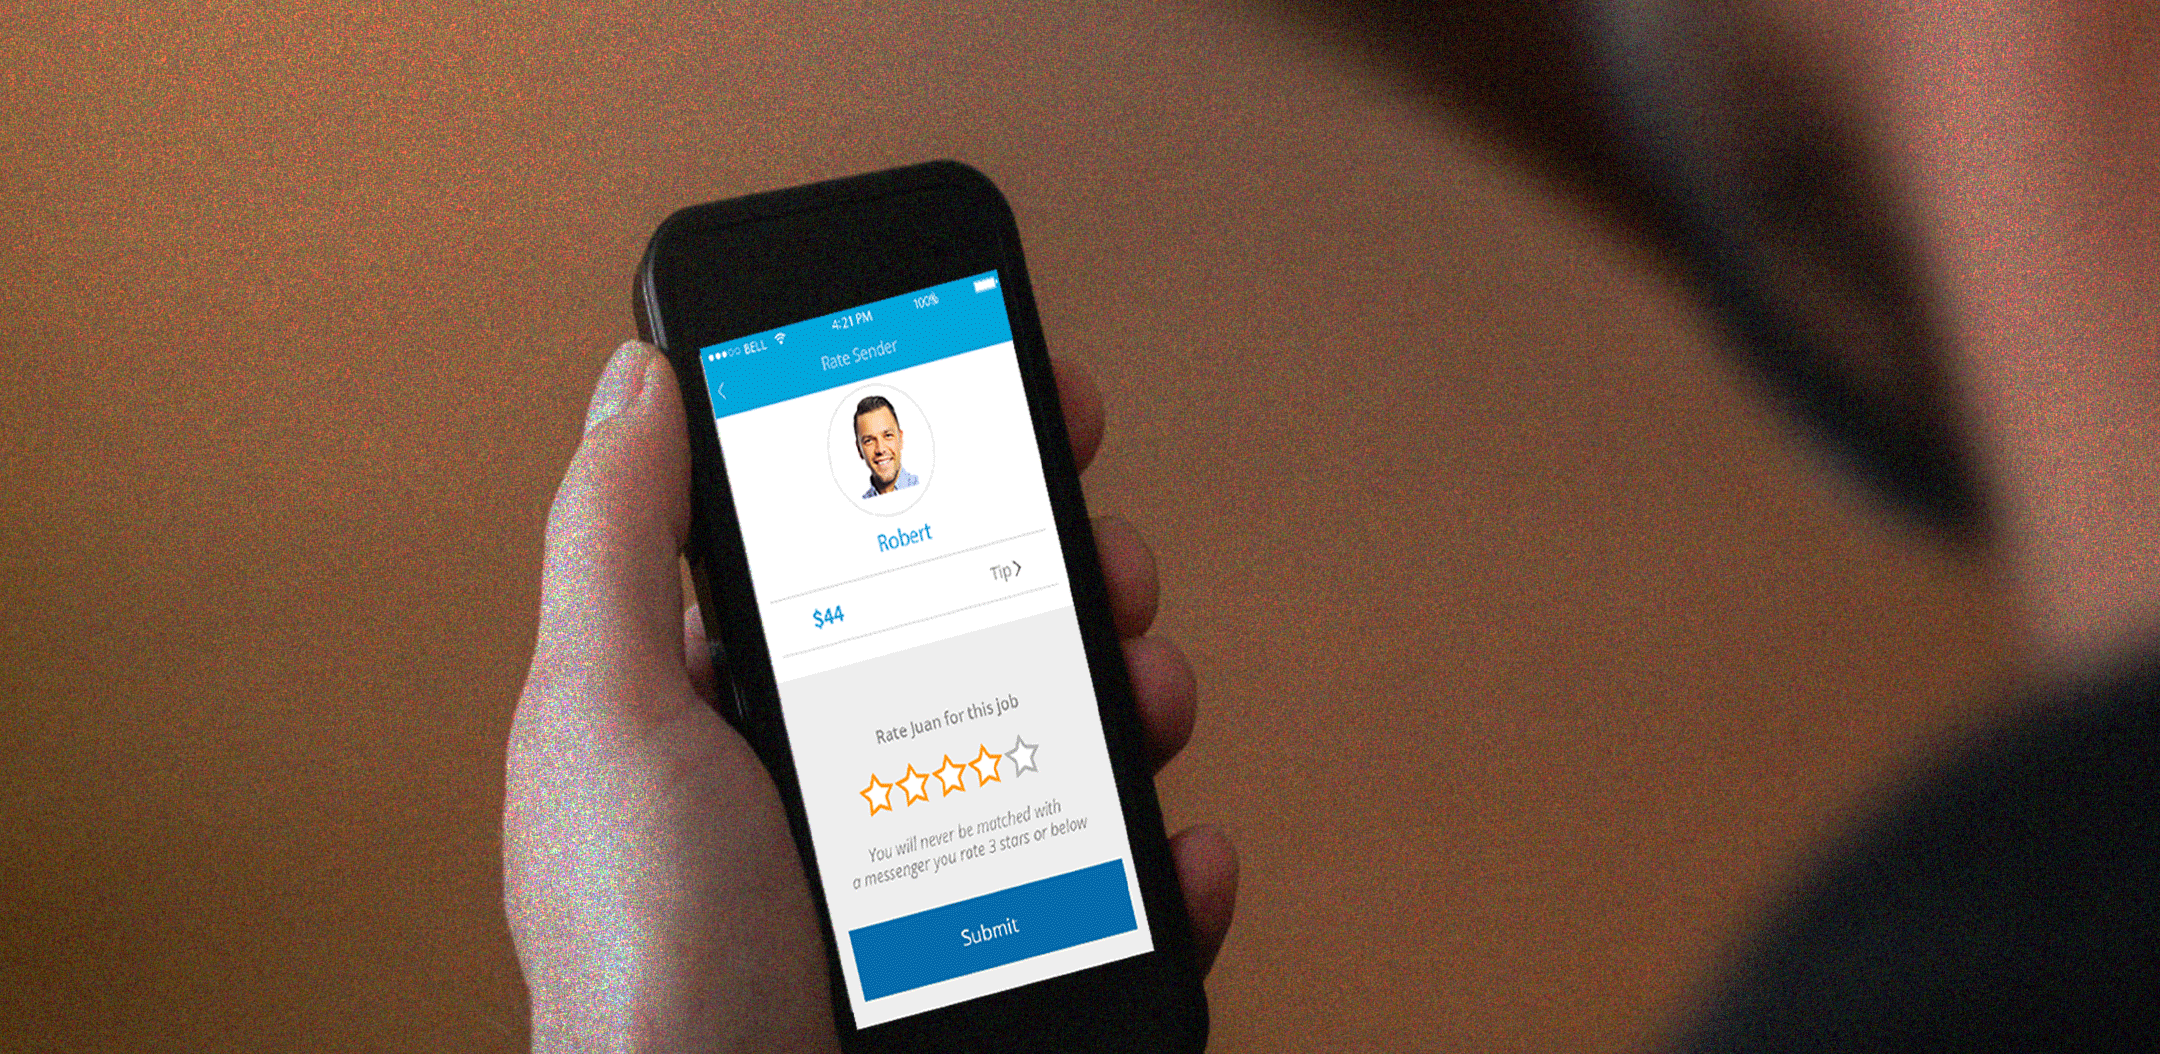 BELL 4:21 PM 100%
Rate Sender
Robert
$44 Tip
Rate Juan for this job
You will never be matched with
a messenger you rate 3 stars or below
Submit